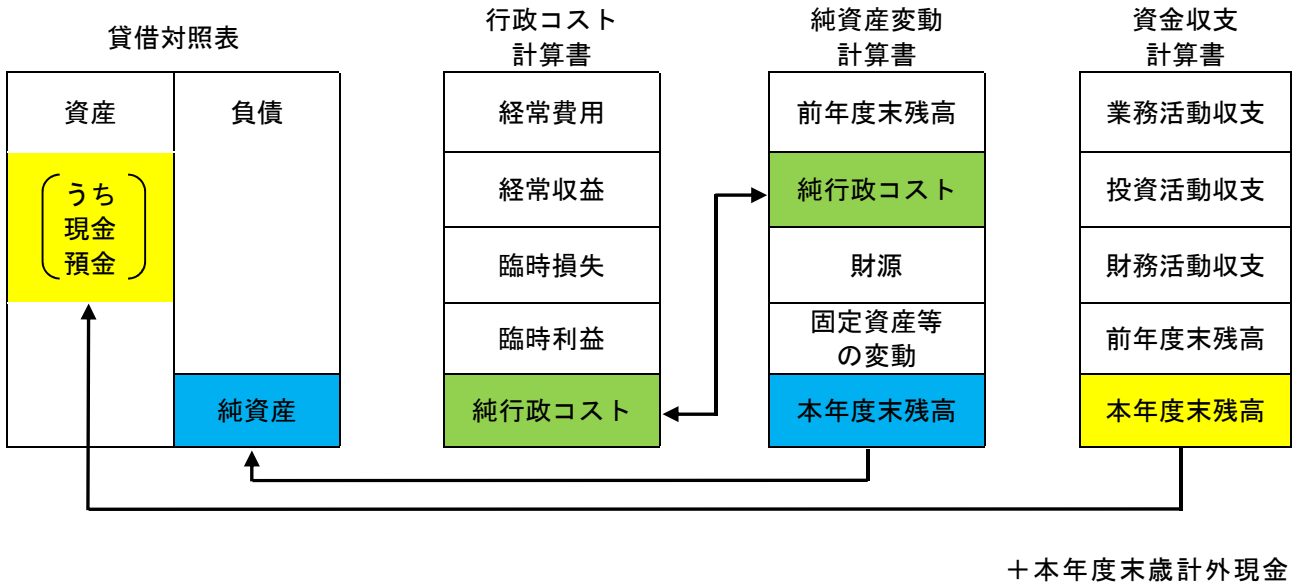 貸借対照表
資産
負債
うち
現金
預金
純資産
行政コスト
計算書
経常費用
経常収益
臨時損失
臨時利益
純行政コスト
純資産変動
計算書
前年度末残高
純行政コスト
財源
固定資産等
の変動
本年度末残高
資金収支
計算書
業務活動収支
投資活動収支
財務活動収支
前年度末残高
本年度末残高
＋本年度末歳計外現金